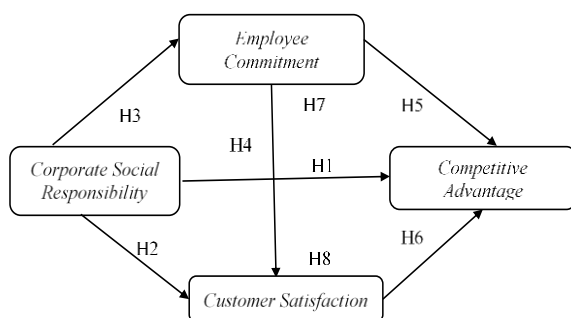 Employee
Commitment
H3
H7
H5
H4
Corporate Social
Responsibility
H1
Competitive
Advantage
H2
H8
H6
Customer Satisfaction